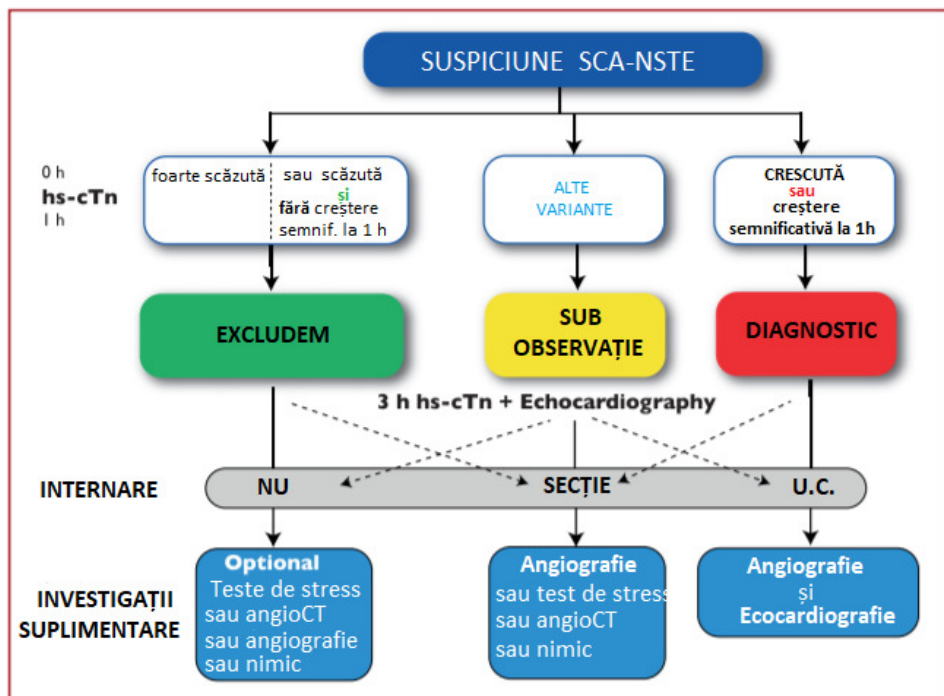 SUSPICIUNE SCA-NSTE
0 h
hs-cTn
1 h
foarte scăzută
sau scăzută
și
fără creștere
semnif. la 1 h
ALTE
VARIANTE
CRESCUTĂ
sau
creștere
semnificativă la 1h
EXCLUDEM
SUB
OBSERVAȚIE
DIAGNOSTIC
3 h hs-cTn + Echocardiography
INTERNARE
NU
SECȚIE
U.C.
INVESTIGAȚII
SUPLIMENTARE
Optional
Teste de stress
sau angioCT
sau angiografie
sau nimic
Angiografie
sau test de stress
sau angioCT
sau nimic
Angiografie
și
Ecocardiografie